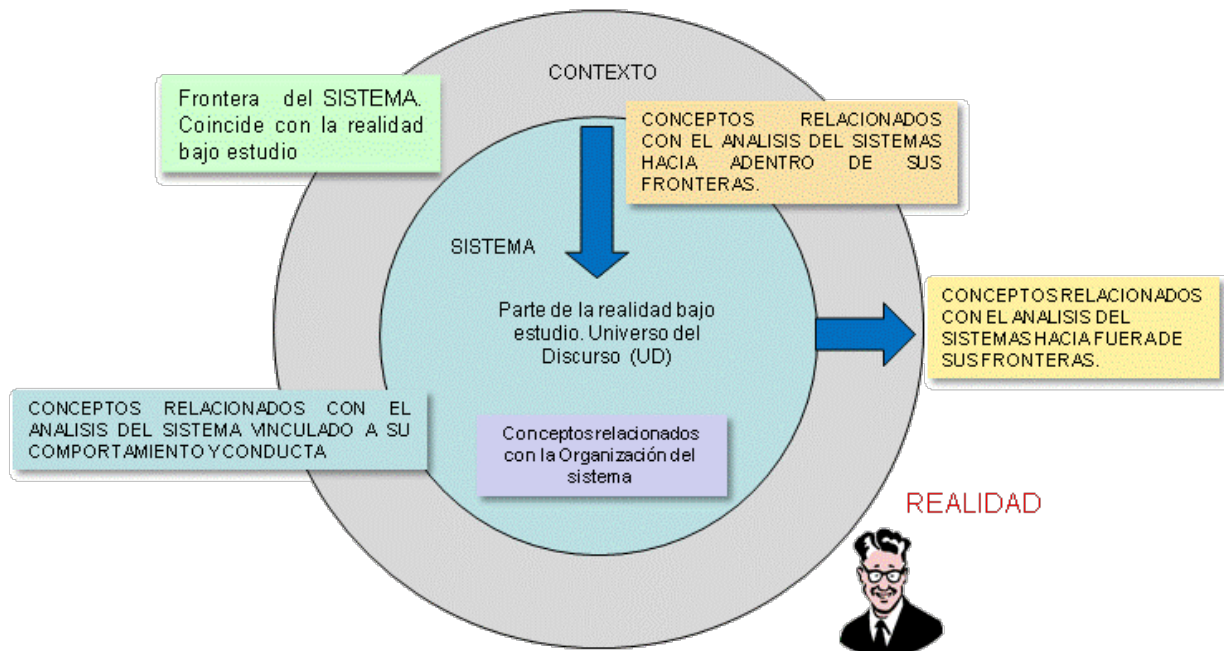 CONTEXTO
Frontera del SISTEMA.
Coincide con la realidad
bajo estudio
CONCEPTOS RELACIONADOS
CON EL ANALISIS DEL SISTEMAS
HACIA ADENTRO DE SUS
FRONTERAS.
SISTEMA
Parte de la realidad bajo
estudio. Universo del
Discurso (UD)
CONCEPTOS RELACIONADOS
CON EL ANALISIS DEL
SISTEMAS HACIA FUERA DE
SUS FRONTERAS.
CONCEPTOS RELACIONADOS CON EL
ANALISIS DEL SISTEMA VINCULADO A SU
COMPORTAMIENTO Y CONDUCTA
Conceptos relacionados
con la Organización del
sistema
REALIDAD